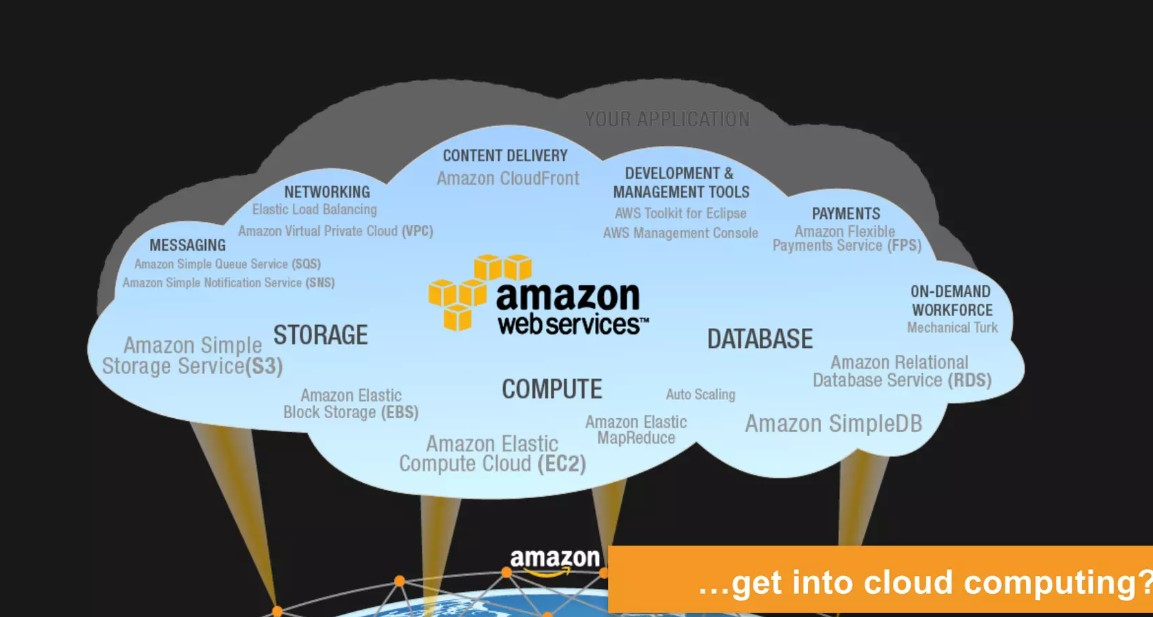 YOUR APPLICATION
CONTENT DELIVERY
Amazon CloudFront
DEVELOPMENT &
MANAGEMENT TOOLS
AWS Toolkit for Eclipse
AWS Management Console
NETWORKING
Elastic Load Balancing
Amazon Virtual Private Cloud (VPC)
PAYMENTS
Amazon Flexible
Payments Service (FPS)
MESSAGING
Amazon Simple Queue Service (SQS)
Amazon Simple Notification Service (SNS)
amazon
webservices™
ON-DEMAND
WORKFORCE
Mechanical Turk
STORAGE
Amazon Simple
Storage Service(S3)
Amazon Elastic
Block Storage (EBS)
DATABASE
Amazon Relational
Database Service (RDS)
Amazon SimpleDB
COMPUTE
Auto Scaling
Amazon Elastic
MapReduce
Amazon Elastic
Compute Cloud (EC2)
amazon
...get into cloud computing?